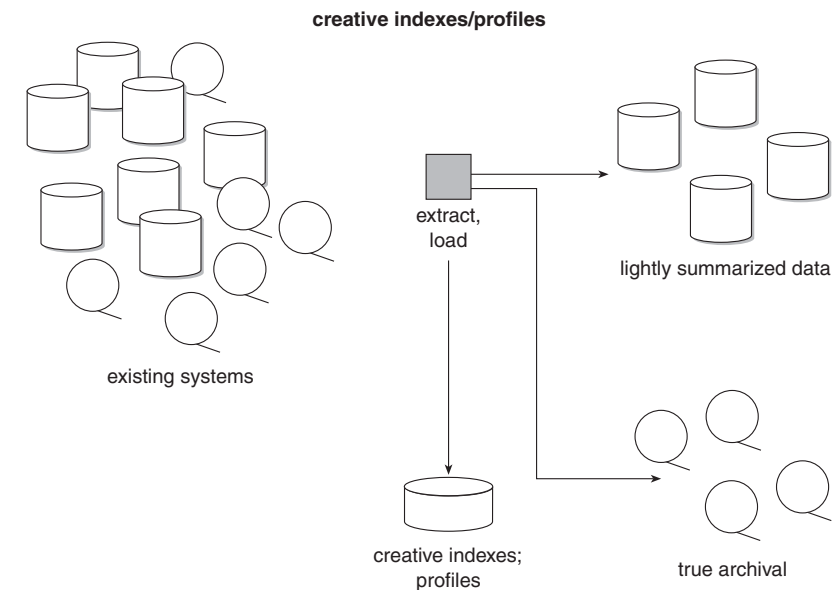 creative indexes/profiles
extract,
load
lightly summarized data
existing systems
creative indexes;
profiles
true archival